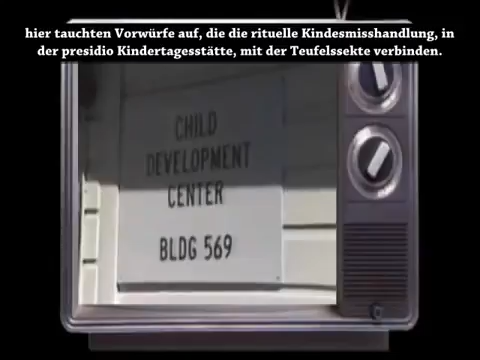 hier tauchten Vorwürfe auf, die die rituelle Kindesmisshandlung, in
der presidio Kindertagesstätte, mit der Teufelssekte verbinden.
CHILD
DEVELOPMENT
CENTER
BLDG 569